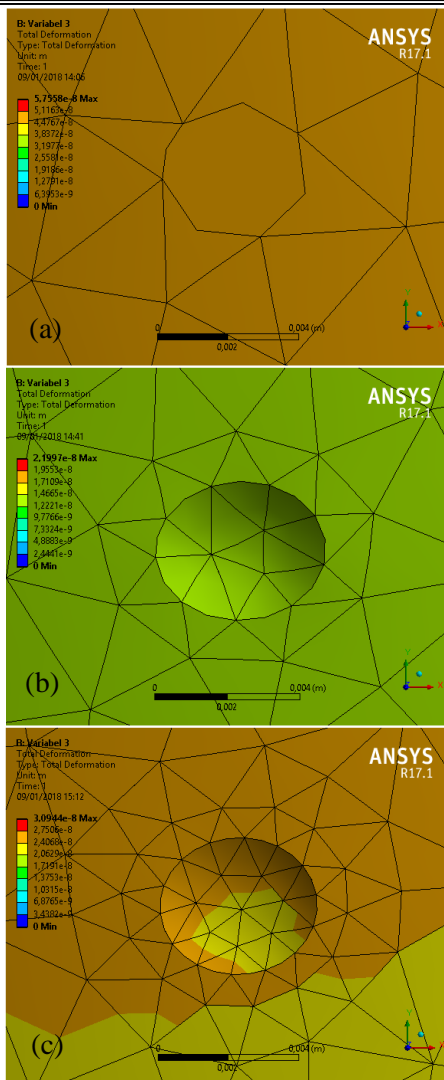 B: Variabel 3
Total Deformation
Type: Total Deformation
Unit: m
Time: 1
09/01/2018 14:06
5,7558e-8 Max
5,1163e-8
4,4767e-8
3,8372e-8
3,1977e-8
2,5581e-8
1,9186e-8
1,2791e-8
6,3953e-9
0 Min
ANSYS
R17.1
(a)
0
0,004 (m)
0,002
Y
X
B: Variabel 3
Total Deformation
Type: Total Deformation
Unit: m
Time: 1
09/01/2018 14:41
2,1997e-8 Max
1,9553e-8
1,7109e-8
1,4665e-8
1,2221e-8
9,7766e-9
7,3324e-9
4,8883e-9
2,4441e-9
0 Min
ANSYS
R17.1
(b)
0
0,004 (m)
0,002
Y
X
B: Variabel 3
Total Deformation
Type: Total Deformation
Unit: m
Time: 1
09/01/2018 15:12
3,0944e-8 Max
2,7506e-8
2,4068e-8
2,0629e-8
1,7191e-8
1,3753e-8
1,0315e-8
6,8765e-9
3,4382e-9
0 Min
ANSYS
R17.1
(c)
0
0,004 (m)
0,002
Y
X